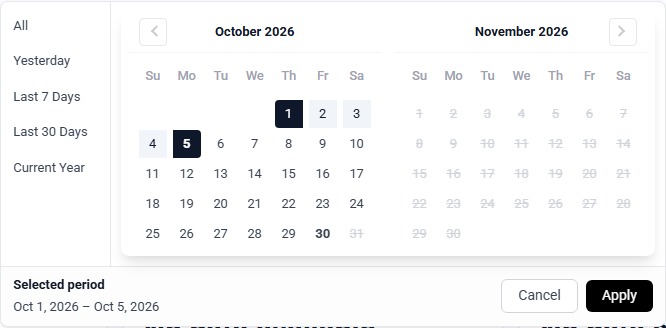 All
Yesterday
Last 7 Days
Last 30 Days
Current Year
October 2026
Su Mo Tu We Th Fr Sa
1 2 3
4 5 6 7 8 9 10
11 12 13 14 15 16 17
18 19 20 21 22 23 24
25 26 27 28 29 30 31
November 2026
Su Mo Tu We Th Fr Sa
1 2 3 4 5 6 7
8 9 10 11 12 13 14
15 16 17 18 19 20 21
22 23 24 25 26 27 28
29 30
Selected period
Oct 1, 2026 – Oct 5, 2026
Cancel
Apply